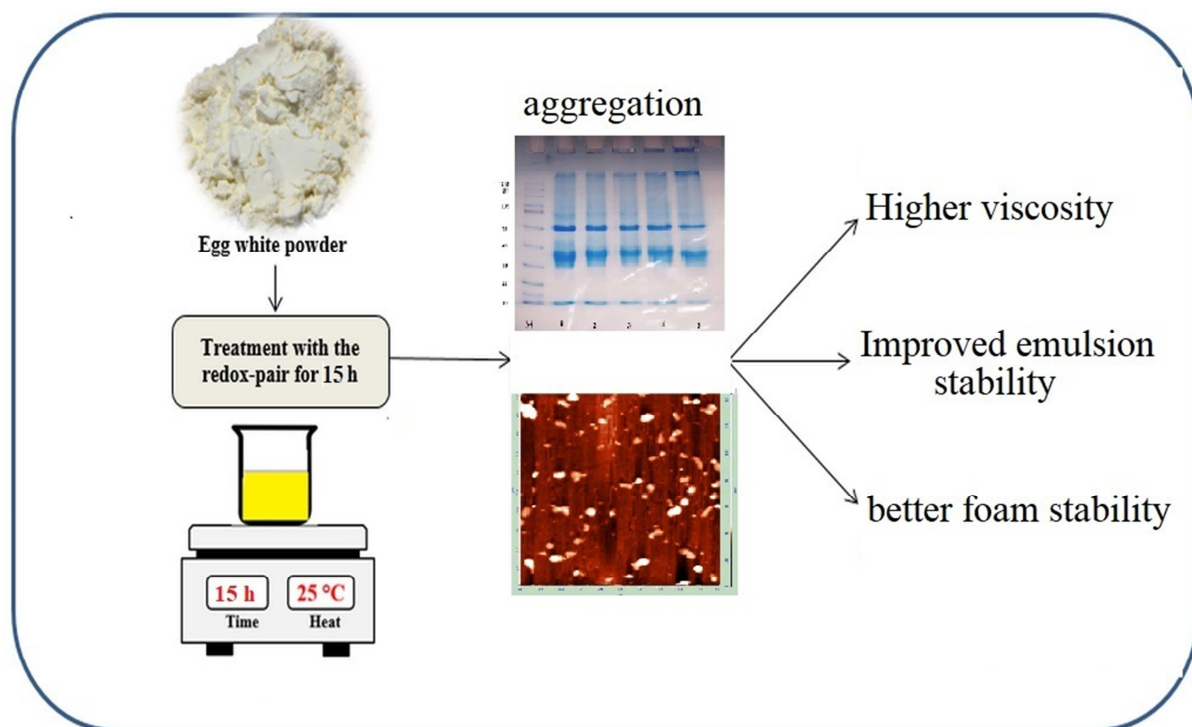 Egg white powder
Treatment with the
redox-pair for 15 h
15 h
25 °C
Time
Heat
aggregation
Higher viscosity
Improved emulsion
stability
better foam stability